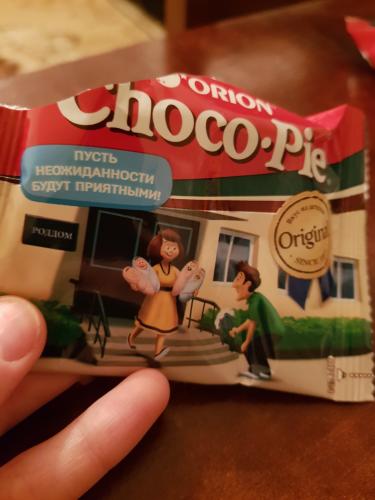 ORION
Choco•Pie
ПУСТЬ
НЕОЖИДАННОСТИ
БУДУТ ПРИЯТНЫМИ!
РОДДОМ
Original
SINCE